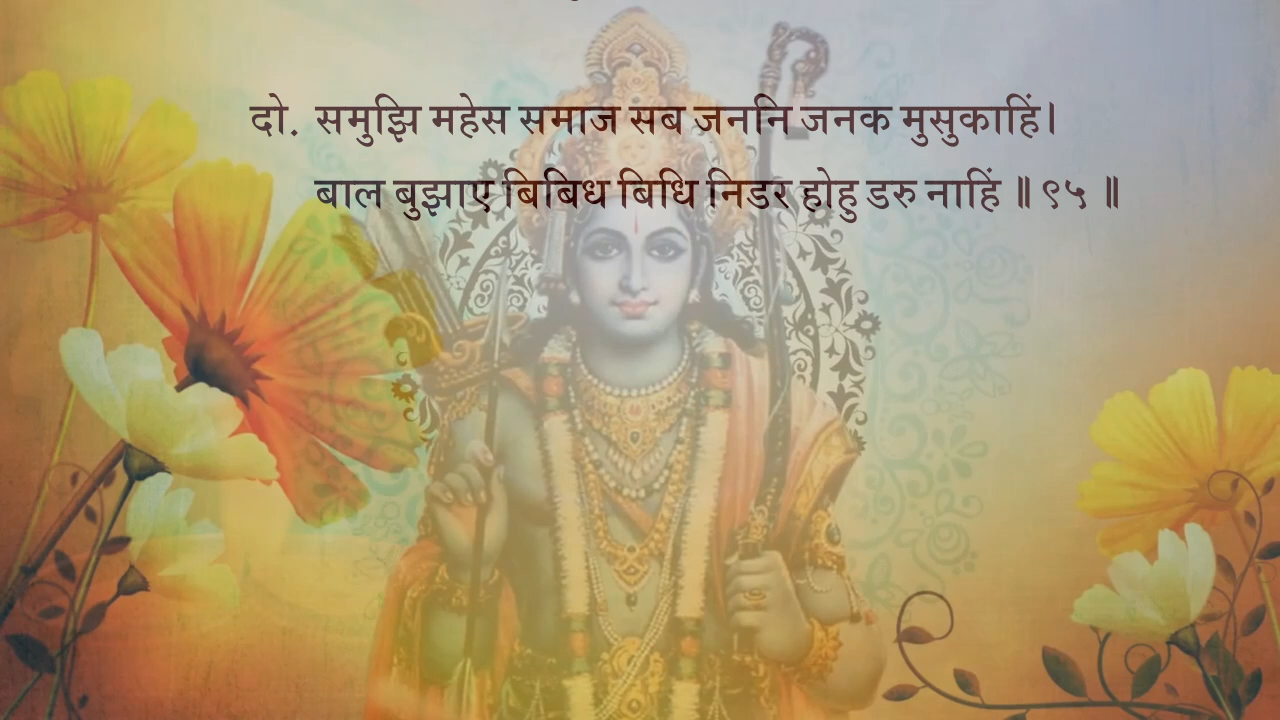 दो. समुझि महेस समाज सब जननि जनक मुसुकाहिं।
बाल बुझाए बिबिध बिधि निडर होहु डरु नाहिं ॥ ९५ ॥